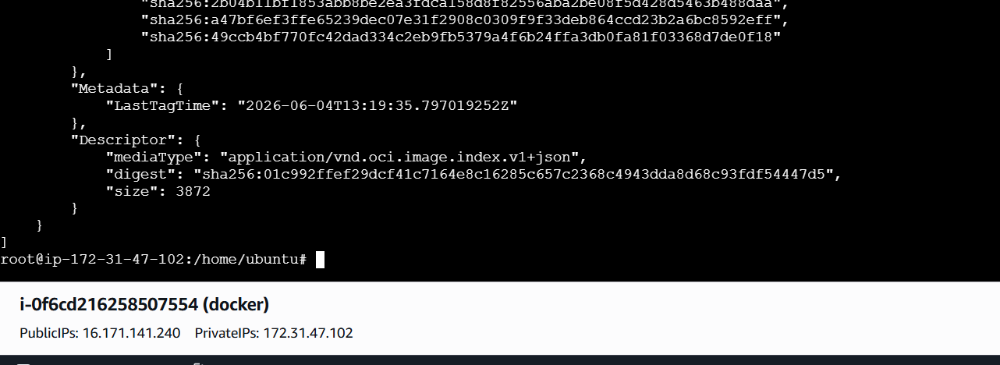 "sha256:2b04b11bf1853abb8be2ea3fdca158d8f82556aba2be08f5d428d5463b488daa",
"sha256:a47bf6ef3ffe65239dec07e31f2908c0309f9f33deb864ccd23b2a6bc8592eff",
"sha256:49ccb4bf770fc42dad334c2eb9fb5379a4f6b24ffa3db0fa81f03368d7de0f18"
]
},
"Metadata": {
"LastTagTime": "2026-06-04T13:19:35.797019252Z"
},
"Descriptor": {
"mediaType": "application/vnd.oci.image.index.v1+json",
"digest": "sha256:01c992ffef29dcf41c7164e8c16285c657c2368c4943dda8d68c93fdf54447d5",
"size": 3872
}
}
]
root@ip-172-31-47-102:/home/ubuntu#
i-0f6cd216258507554 (docker)
PublicIPs: 16.171.141.240 PrivateIPs: 172.31.47.102